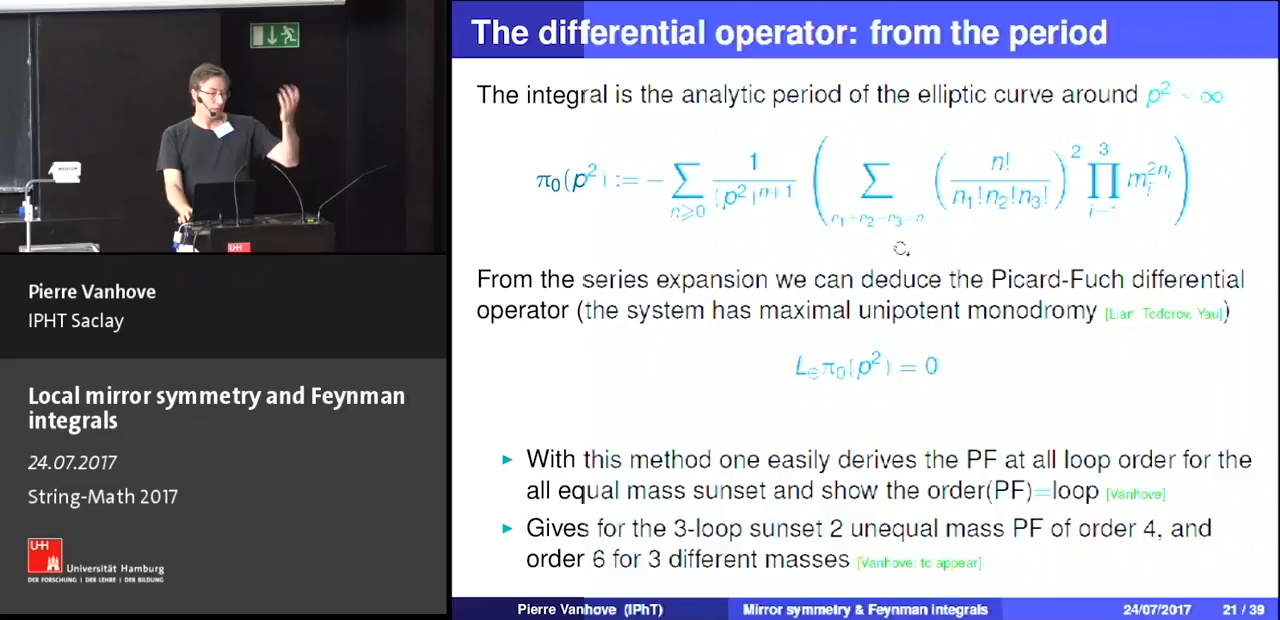 The differential operator: from the period
The integral is the analytic period of the elliptic curve around p² ~ ∞
π₀(p²) := − ∑_{n≥0} 1/(p²)^{n+1} ( ∑_{n₁+n₂+n₃=n} ( n!/(n₁!n₂!n₃!) )² ∏_{i=1}^{3} m_i^{2n_i} )
From the series expansion we can deduce the Picard-Fuch differential
operator (the system has maximal unipotent monodromy [Lian, Todorov, Yau])
L_⊖ π₀(p²) = 0
▸ With this method one easily derives the PF at all loop order for the
all equal mass sunset and show the order(PF)=loop [Vanhove]
▸ Gives for the 3-loop sunset 2 unequal mass PF of order 4, and
order 6 for 3 different masses [Vanhove: to appear]
Pierre Vanhove (IPhT) Mirror symmetry & Feynman integrals 24/07/2017 21 / 39
UH
Pierre Vanhove
IPHT Saclay
Local mirror symmetry and Feynman
integrals
24.07.2017
String-Math 2017
UH
Universität Hamburg
DER FORSCHUNG | DER LEHRE | DER BILDUNG